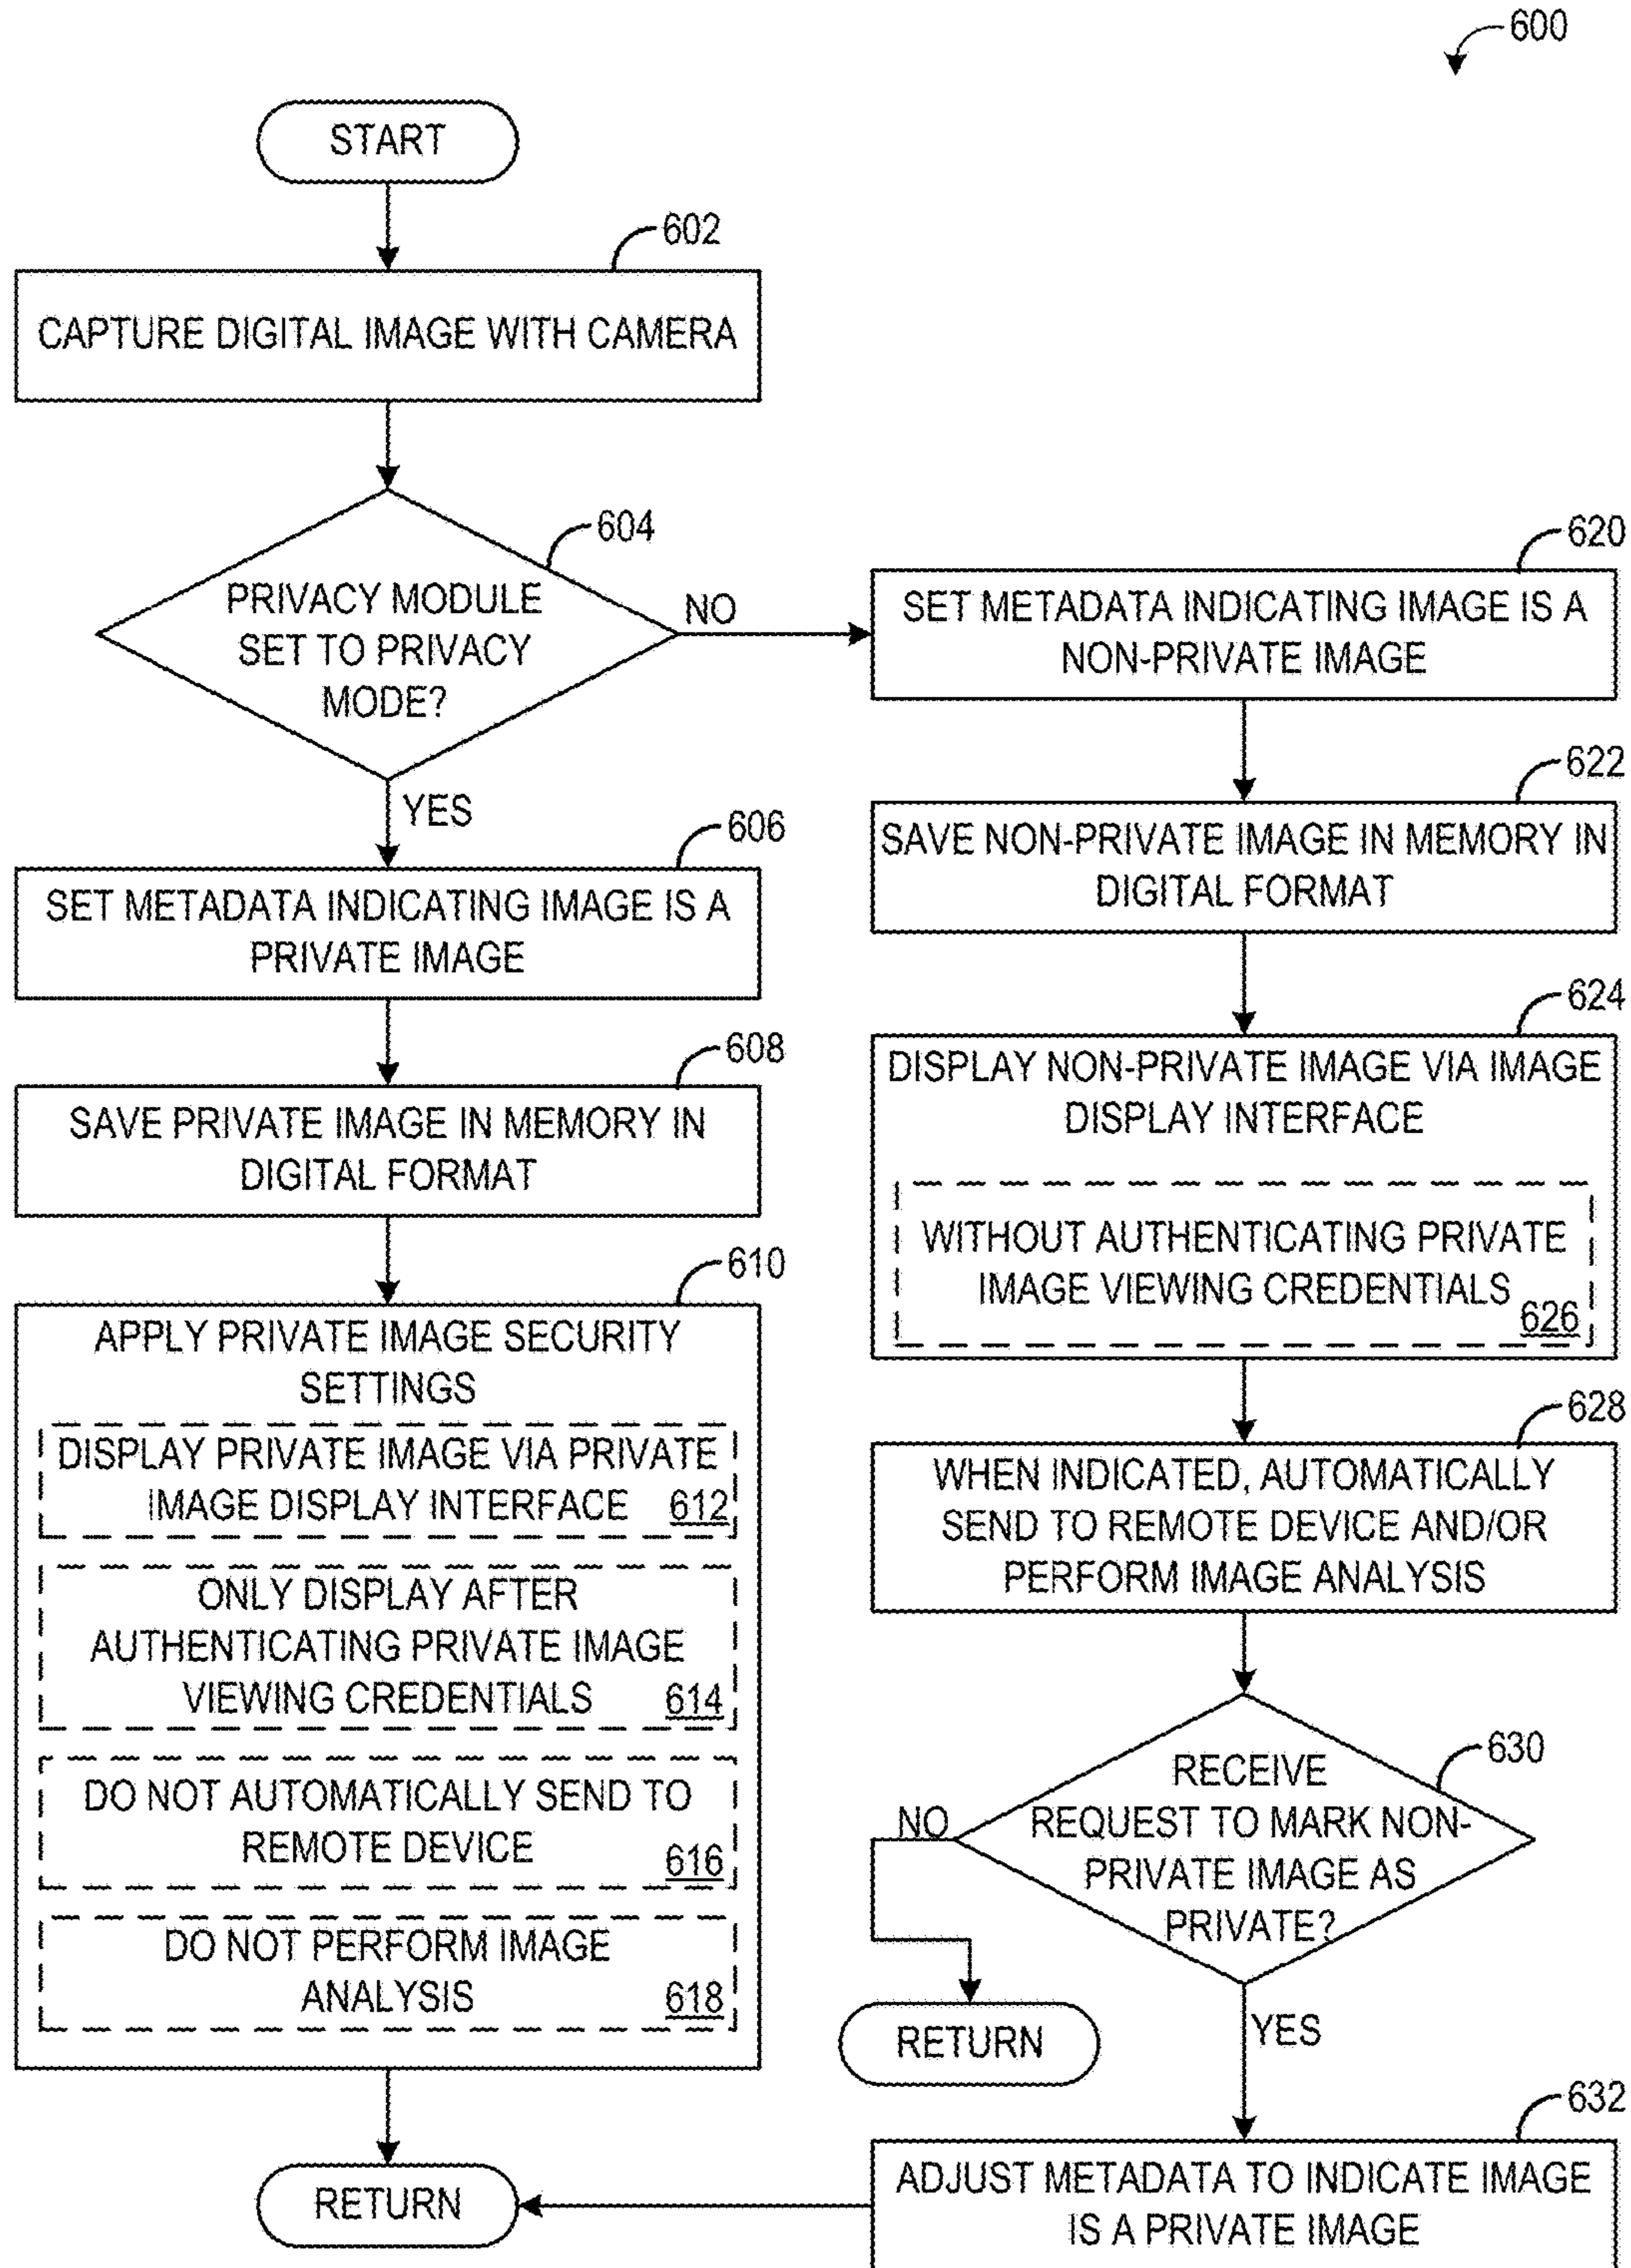 600
START
602
CAPTURE DIGITAL IMAGE WITH CAMERA
604
PRIVACY MODULE
SET TO PRIVACY
MODE?
NO
YES
606
SET METADATA INDICATING IMAGE IS A
PRIVATE IMAGE
608
SAVE PRIVATE IMAGE IN MEMORY IN
DIGITAL FORMAT
610
APPLY PRIVATE IMAGE SECURITY
SETTINGS
DISPLAY PRIVATE IMAGE VIA PRIVATE
IMAGE DISPLAY INTERFACE 612
ONLY DISPLAY AFTER
AUTHENTICATING PRIVATE IMAGE
VIEWING CREDENTIALS 614
DO NOT AUTOMATICALLY SEND TO
REMOTE DEVICE 616
DO NOT PERFORM IMAGE
ANALYSIS 618
RETURN
620
SET METADATA INDICATING IMAGE IS A
NON-PRIVATE IMAGE
622
SAVE NON-PRIVATE IMAGE IN MEMORY IN
DIGITAL FORMAT
624
DISPLAY NON-PRIVATE IMAGE VIA IMAGE
DISPLAY INTERFACE
WITHOUT AUTHENTICATING PRIVATE
IMAGE VIEWING CREDENTIALS 626
628
WHEN INDICATED, AUTOMATICALLY
SEND TO REMOTE DEVICE AND/OR
PERFORM IMAGE ANALYSIS
630
RECEIVE
REQUEST TO MARK NON-
PRIVATE IMAGE AS
PRIVATE?
NO
RETURN
YES
632
ADJUST METADATA TO INDICATE IMAGE
IS A PRIVATE IMAGE